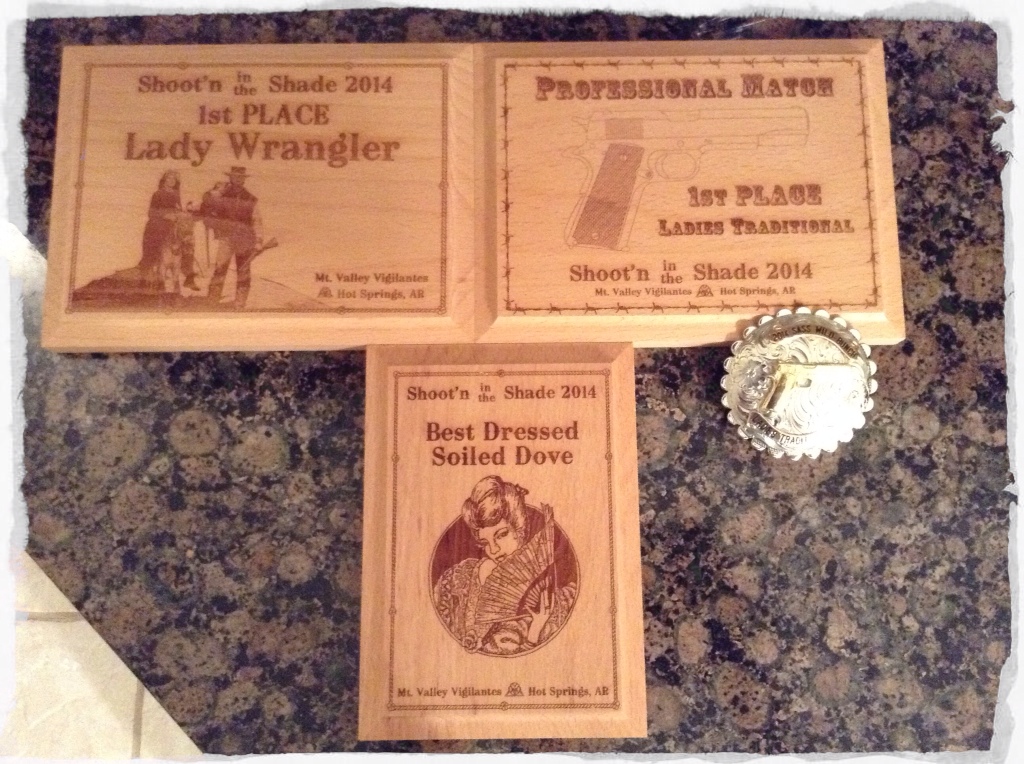 Shoot'n in the Shade 2014
1st PLACE
Lady Wrangler
Mt. Valley Vigilantes
Hot Springs, AR
PROFESSIONAL MATCH
1ST PLACE
LADIES TRADITIONAL
Shoot'n in the Shade 2014
Mt. Valley Vigilantes Hot Springs, AR
Shoot'n in the Shade 2014
Best Dressed
Soiled Dove
Mt. Valley Vigilantes Hot Springs, AR
SASS